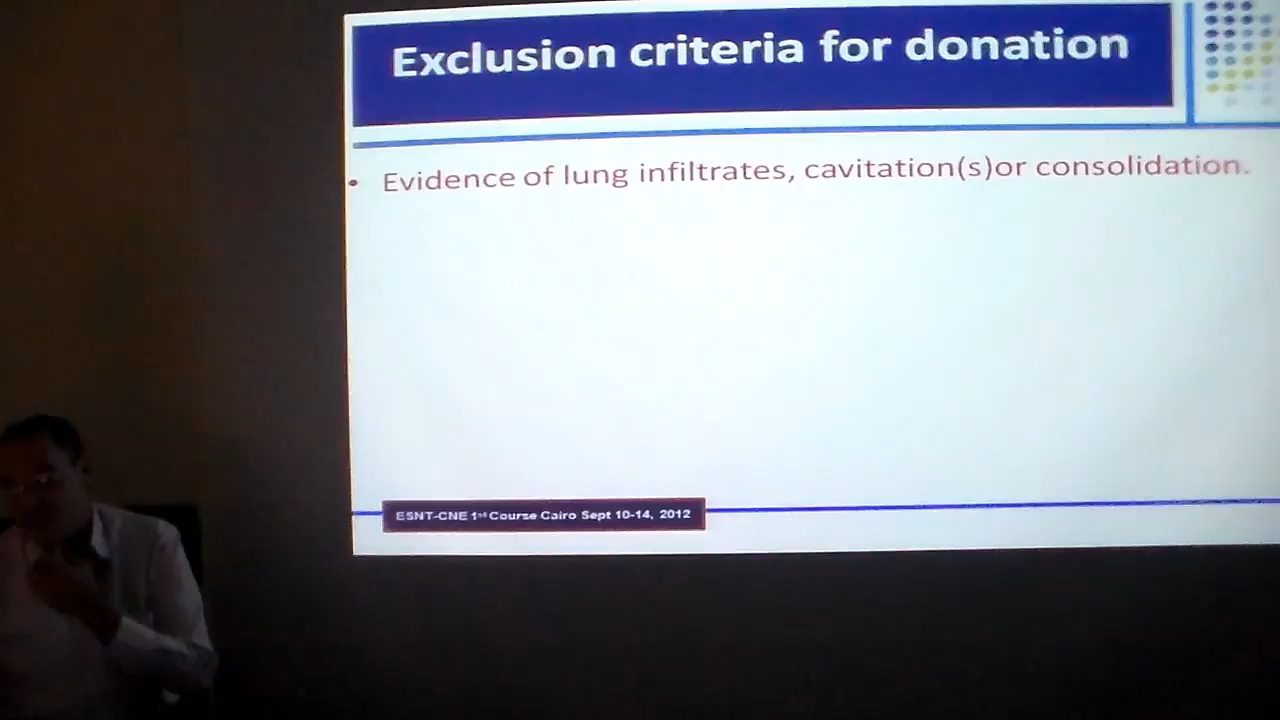 Exclusion criteria for donation
• Evidence of lung infiltrates, cavitation(s)or consolidation.
ESNT-CNE 1st Course Cairo Sept 10-14, 2012